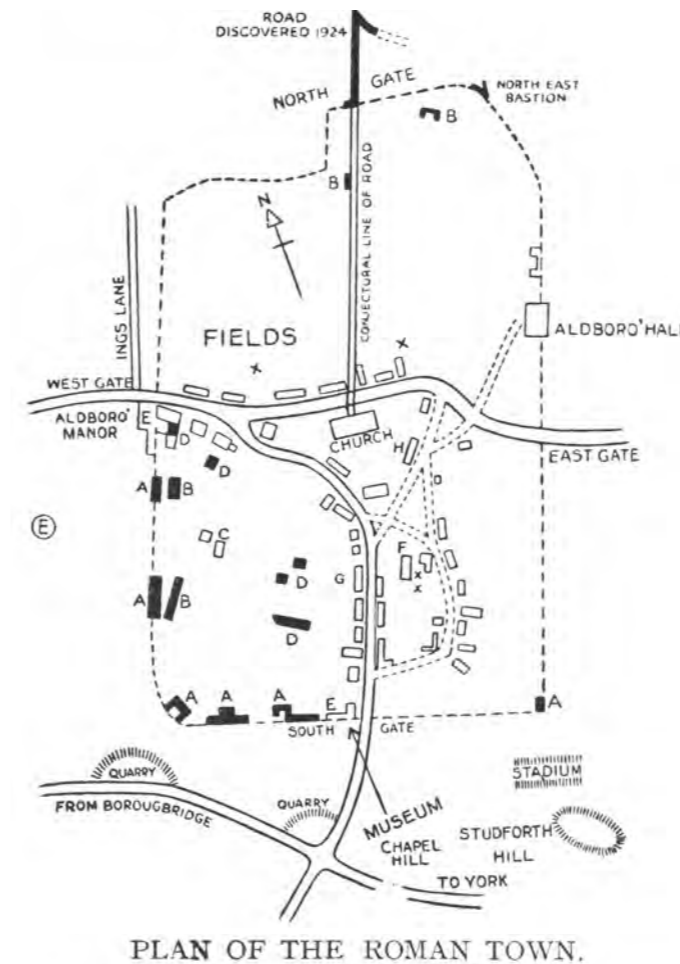 ROAD
DISCOVERED 1924
NORTH GATE
NORTH EAST
BASTION
B
B
CONJECTURAL LINE OF ROAD
N
INGS LANE
FIELDS
x
x
ALDBORO' HALL
WEST GATE
ALDBORO'
MANOR
E
D
D
CHURCH
H
EAST GATE
A
B
E
C
F
x
x
D
G
A
B
D
A
A
A
E
A
SOUTH GATE
QUARRY
STADIUM
FROM BOROUGBRIDGE
QUARRY
MUSEUM
CHAPEL
HILL
STUDFORTH
HILL
TO YORK
PLAN OF THE ROMAN TOWN.